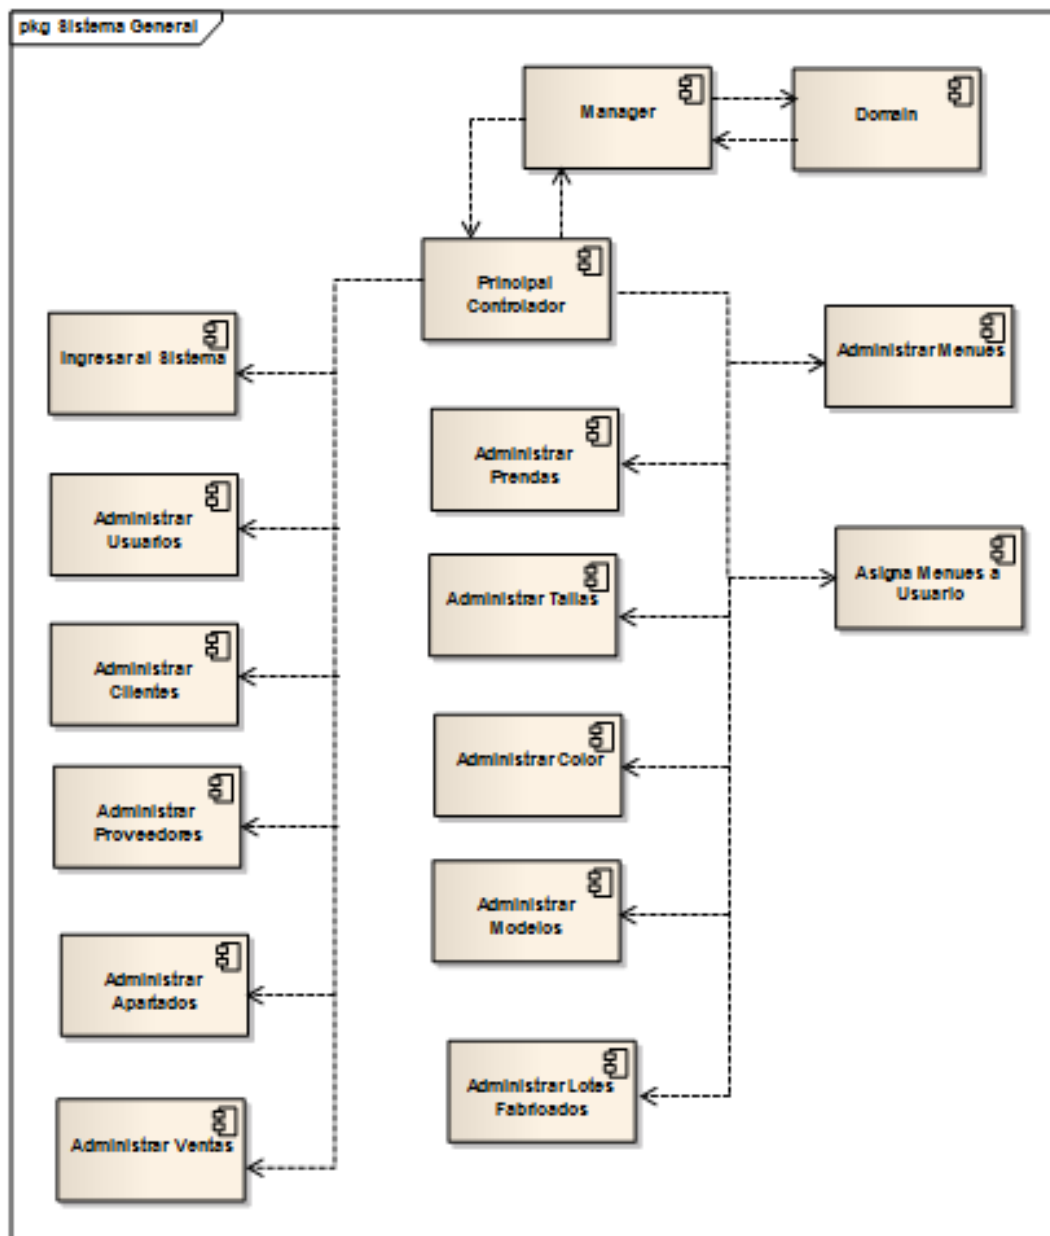 pkg Sistema General
Manager
Domain
Principal
Controlador
Ingresar al Sistema
Administrar Menues
Administrar
Prendas
Administrar
Usuarios
Administrar Tallas
Asigna Menues a
Usuario
Administrar
Clientes
Administrar Color
Administrar
Proveedores
Administrar
Modelos
Administrar
Apartados
Administrar Lotes
Fabricados
Administrar Ventas